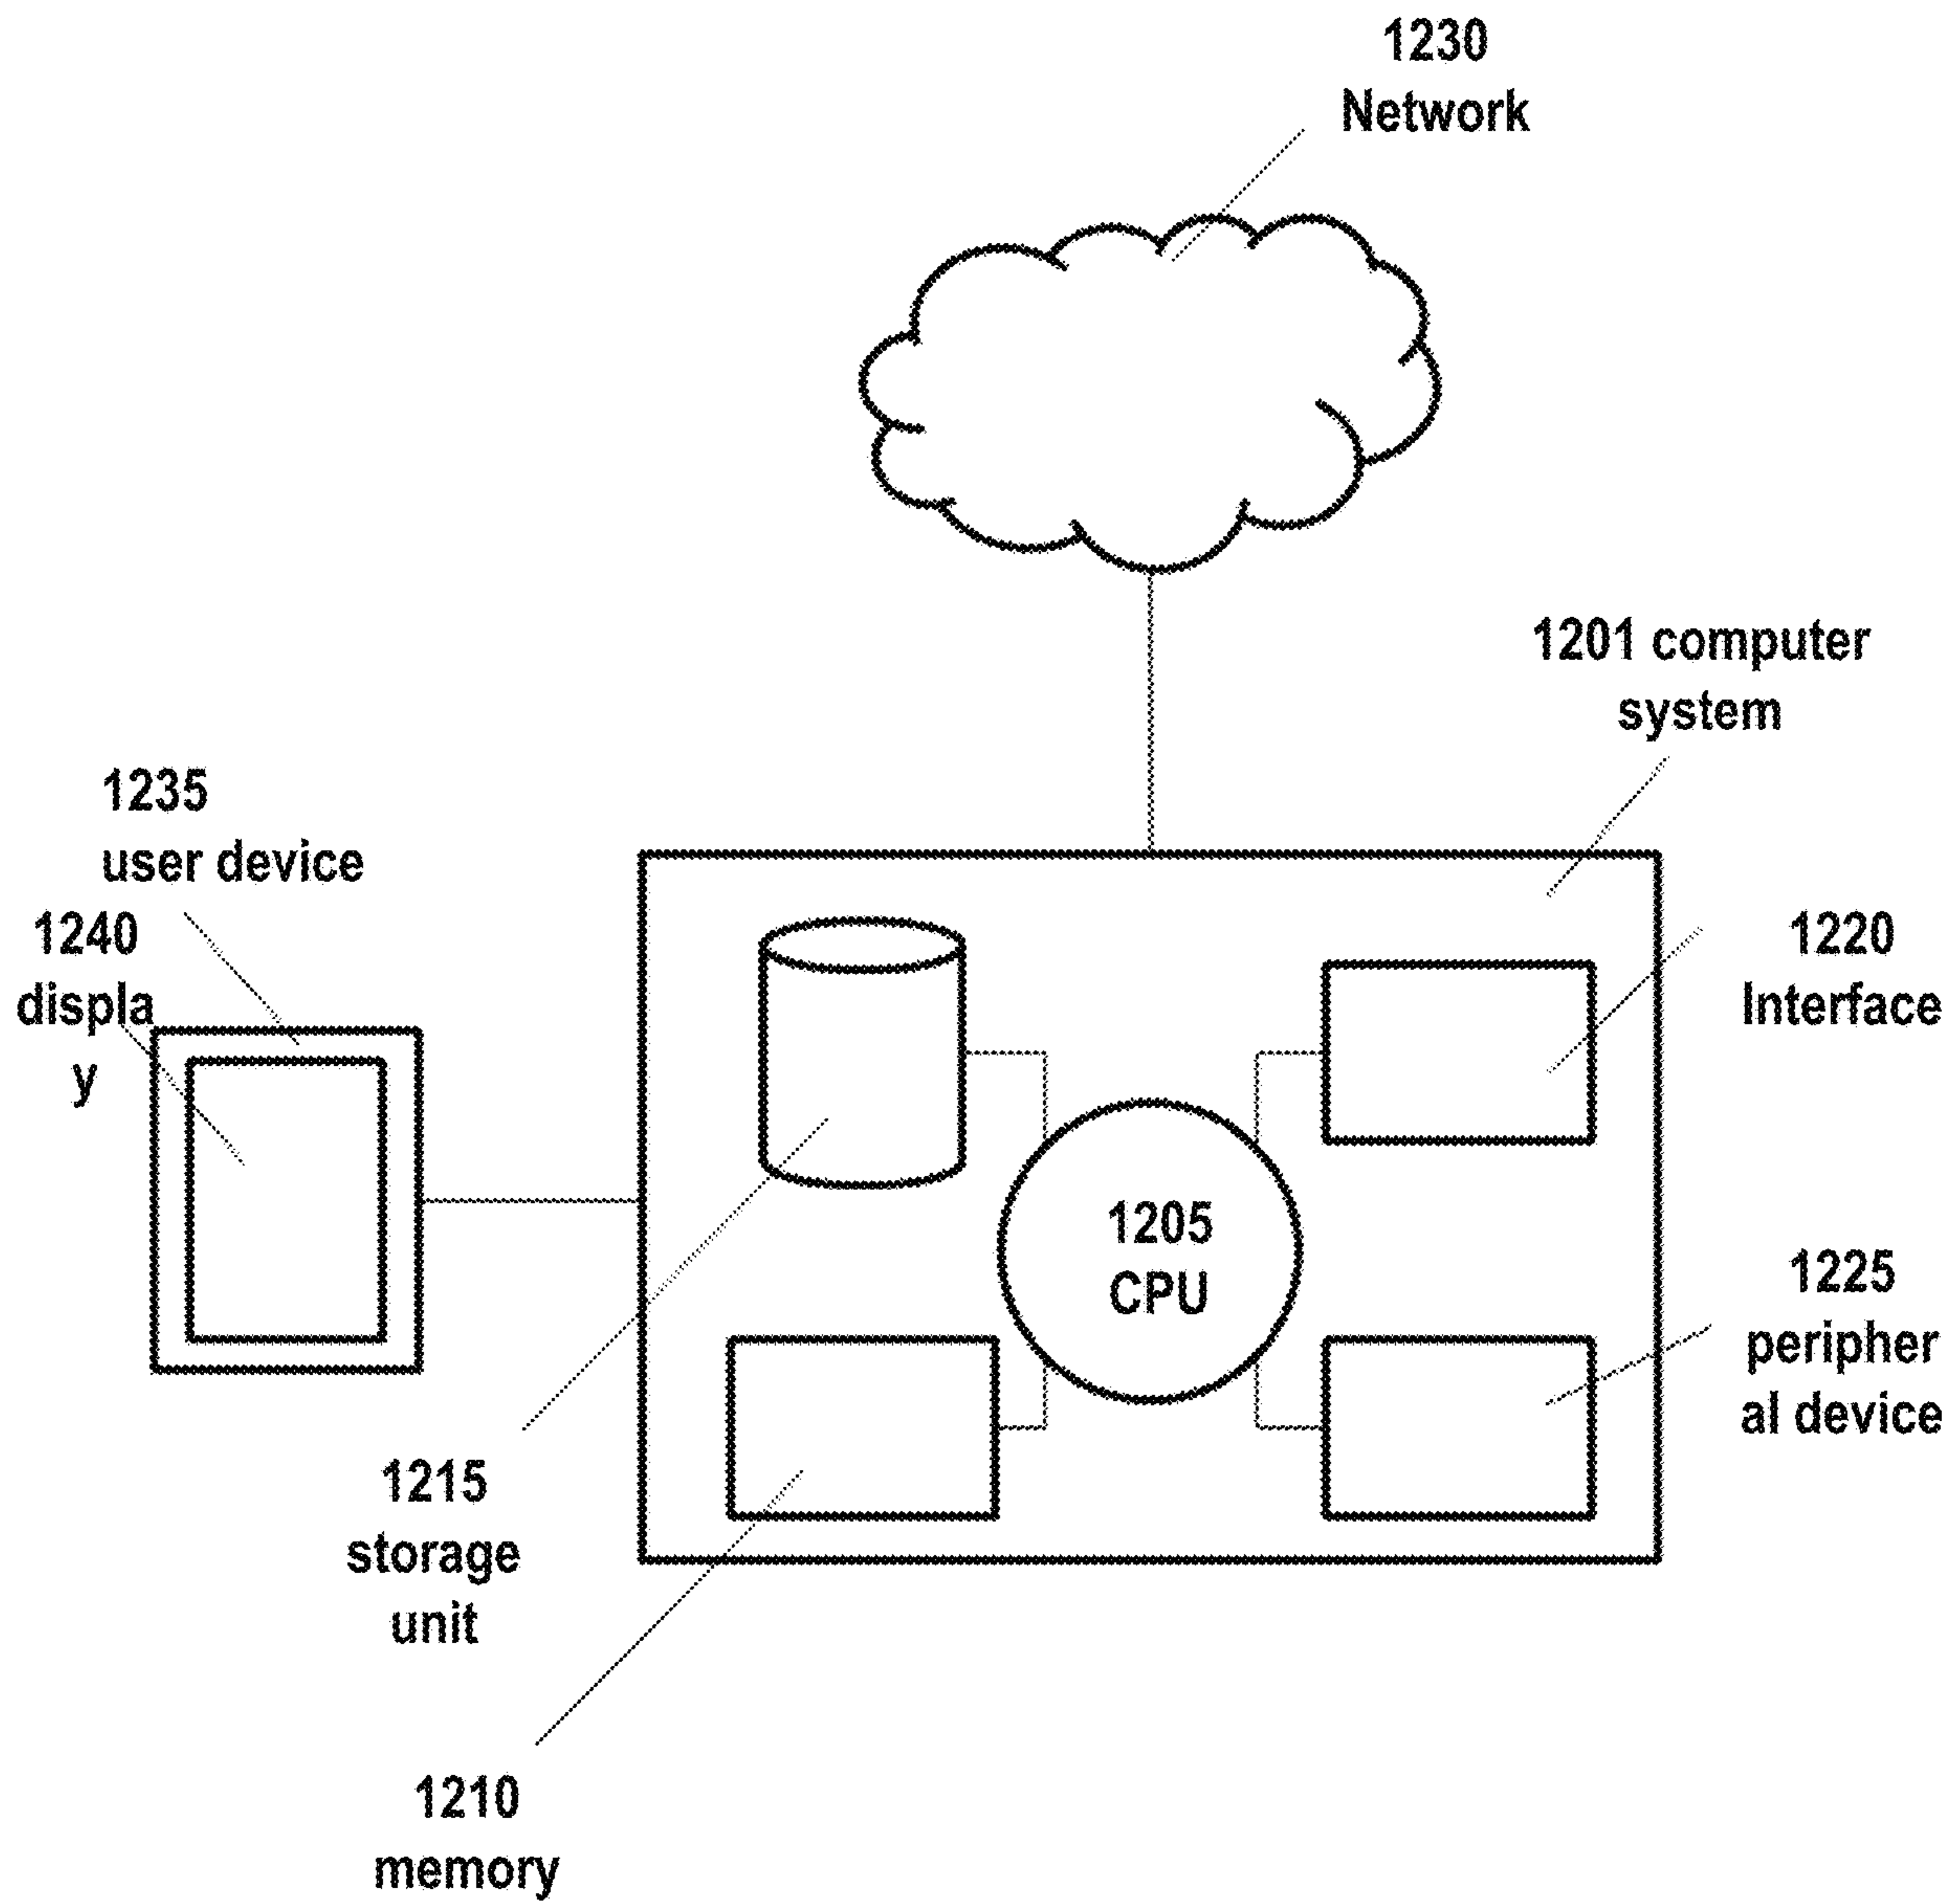 1230
Network
1201 computer
system
1235
user device
1240
displa
y
1220
Interface
1205
CPU
1225
peripher
al device
1215
storage
unit
1210
memory